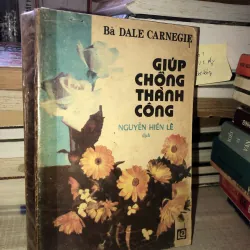 Bà DALE CARNEGIE
GIÚP
CHỒNG
THÀNH
CÔNG
NGUYỄN HIẾN LÊ
dịch